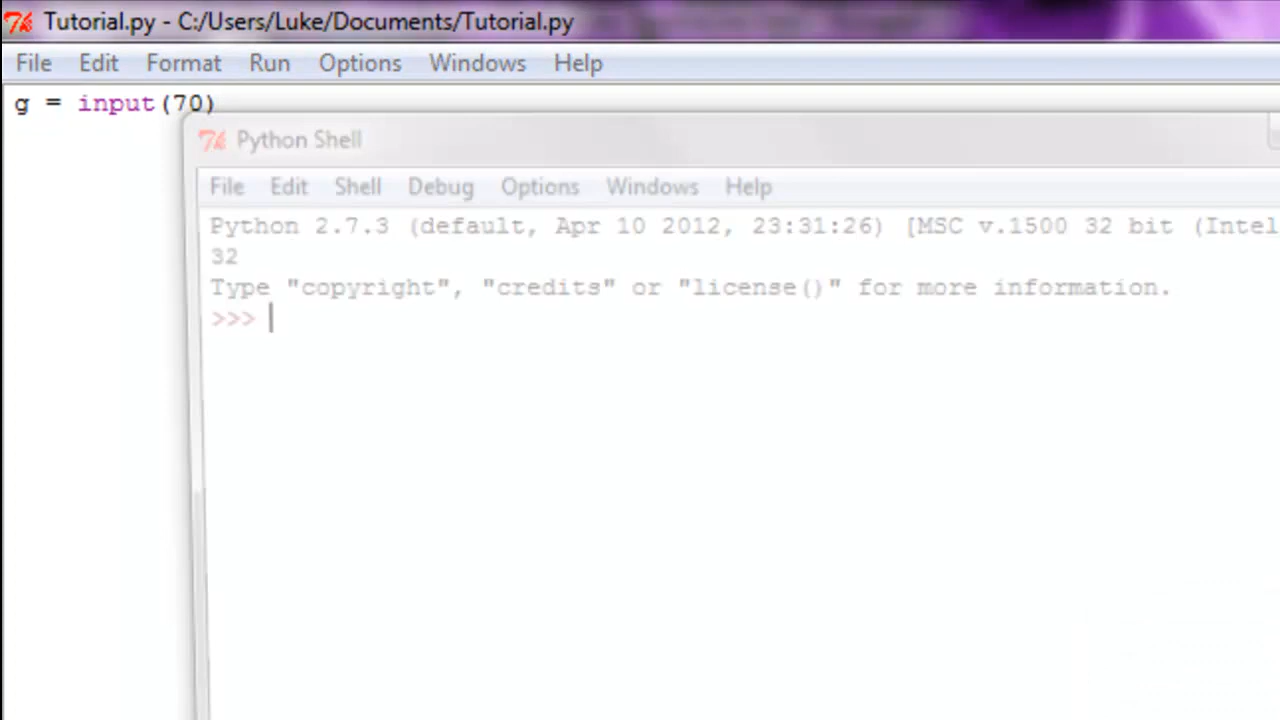 Tutorial.py - C:/Users/Luke/Documents/Tutorial.py
File Edit Format Run Options Windows Help
g = input(70)
Python Shell
File Edit Shell Debug Options Windows Help
Python 2.7.3 (default, Apr 10 2012, 23:31:26) [MSC v.1500 32 bit (Intel
32
Type "copyright", "credits" or "license()" for more information.
>>>